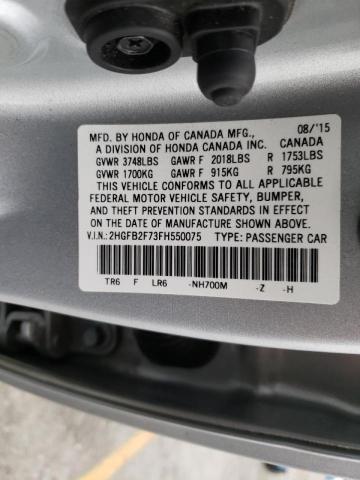 08/'15
MFD. BY HONDA OF CANADA MFG.,
A DIVISION OF HONDA CANADA INC. CANADA
GVWR 3748LBS GAWR F 2018LBS R 1753LBS
GVWR 1700KG GAWR F 915KG R 795KG
THIS VEHICLE CONFORMS TO ALL APPLICABLE
FEDERAL MOTOR VEHICLE SAFETY, BUMPER,
AND THEFT PREVENTION STANDARDS IN EFFECT
ON THE DATE OF MANUFACTURE SHOWN ABOVE.
V.I.N.: 2HGFB2F73FH550075 TYPE: PASSENGER CAR
TR6 F LR6 -NH700M -Z -H